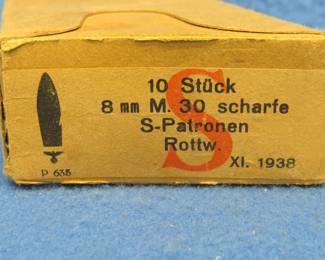 10 Stück
8 mm M. 30 scharfe
S-Patronen
Rottw.
S
XI. 1938
P 635